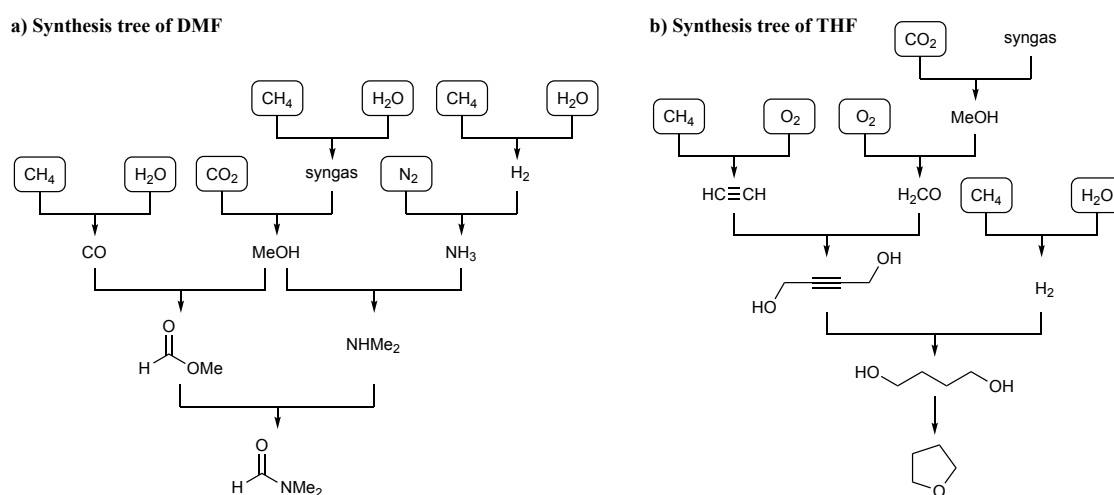 a) Synthesis tree of DMF
CH4 H2O CH4 H2O
CH4 H2O CO2 syngas N2 H2
CO MeOH NH3
O
H OMe
NHMe2
O
H NMe2
b) Synthesis tree of THF
CO2 syngas
CH4 O2 O2 MeOH
HC≡CH H2CO CH4 H2O
OH
HO
H2
HO
OH
O